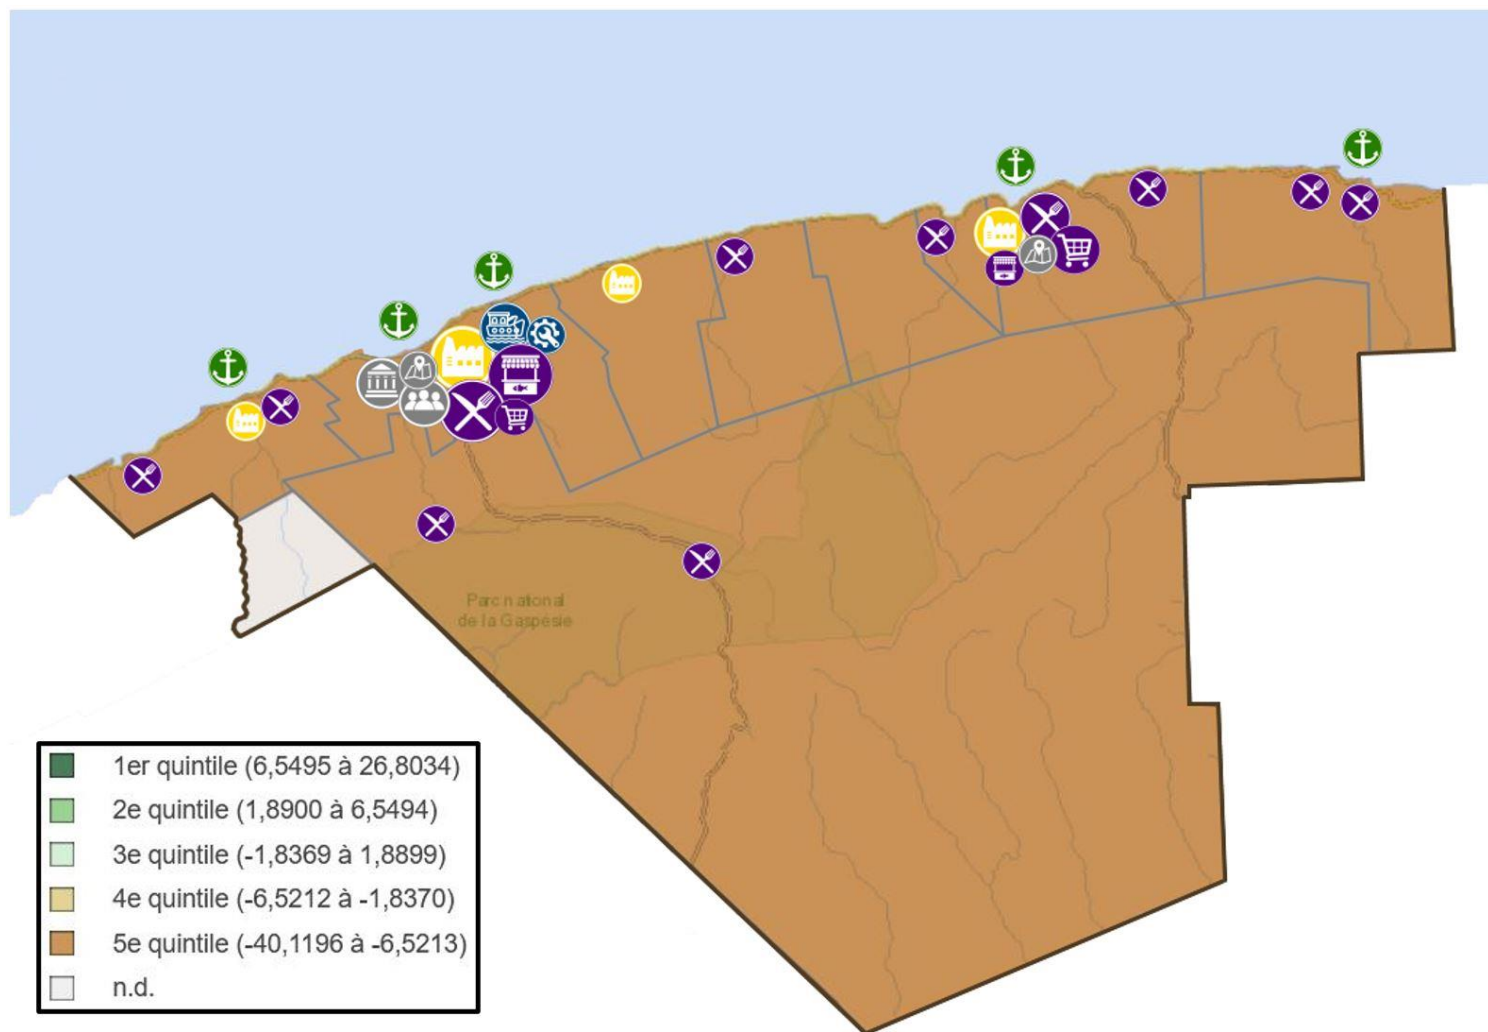 Parc national
de la Gaspésie
1er quintile (6,5495 à 26,8034)
2e quintile (1,8900 à 6,5494)
3e quintile (-1,8369 à 1,8899)
4e quintile (-6,5212 à -1,8370)
5e quintile (-40,1196 à -6,5213)
n.d.